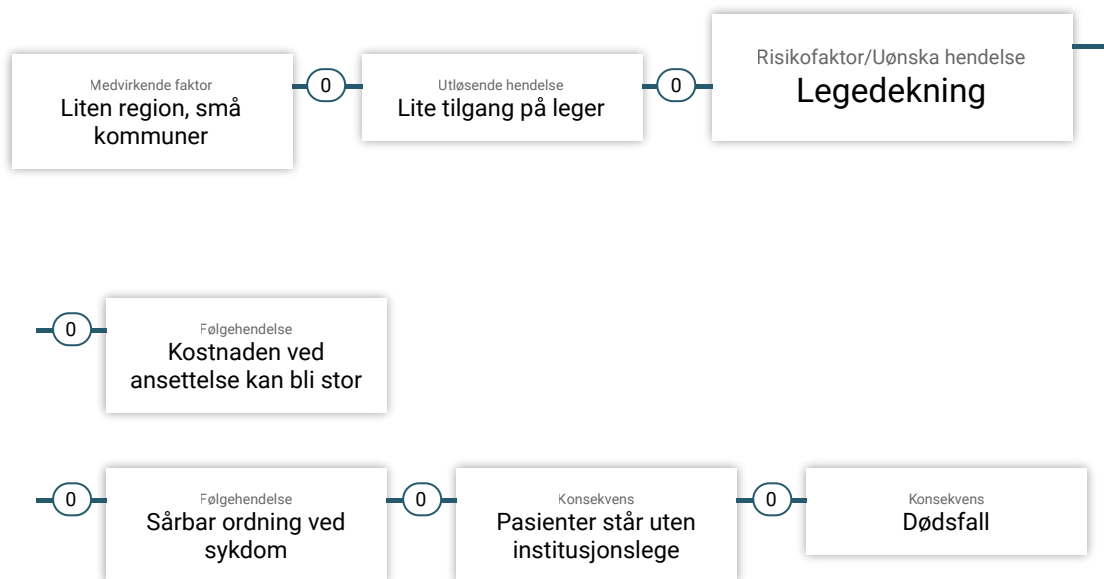 Medvirkende faktor
Liten region, små
kommuner
0
Utløsende hendelse
Lite tilgang på leger
0
Risikofaktor/Uønska hendelse
Legedekning
0
Følgehendelse
Kostnaden ved
ansettelse kan bli stor
0
Følgehendelse
Sårbar ordning ved
sykdom
0
Konsekvens
Pasienter står uten
institusjonslege
0
Konsekvens
Dødsfall